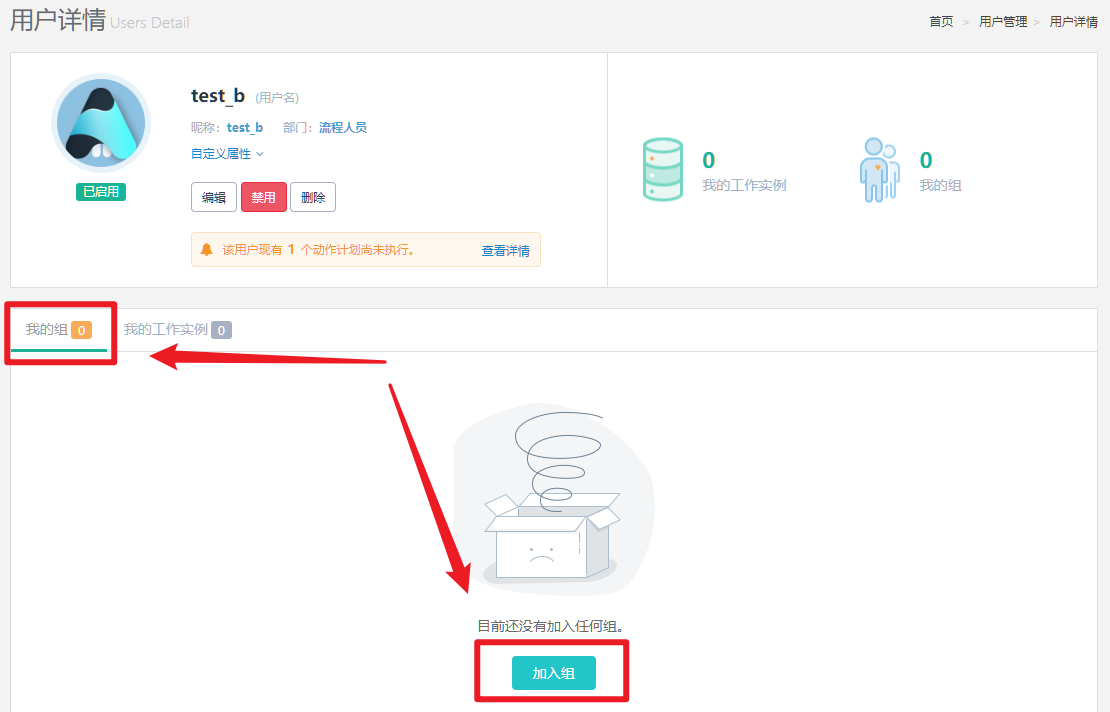 用户详情 Users Detail
首页 > 用户管理 > 用户详情
test_b (用户名)
昵称: test_b 部门: 流程人员
自定义属性
已启用
编辑 禁用 删除
该用户现有 1 个动作计划尚未执行。 查看详情
0
我的工作实例
0
我的组
我的组 0 我的工作实例 0
目前还没有加入任何组。
加入组